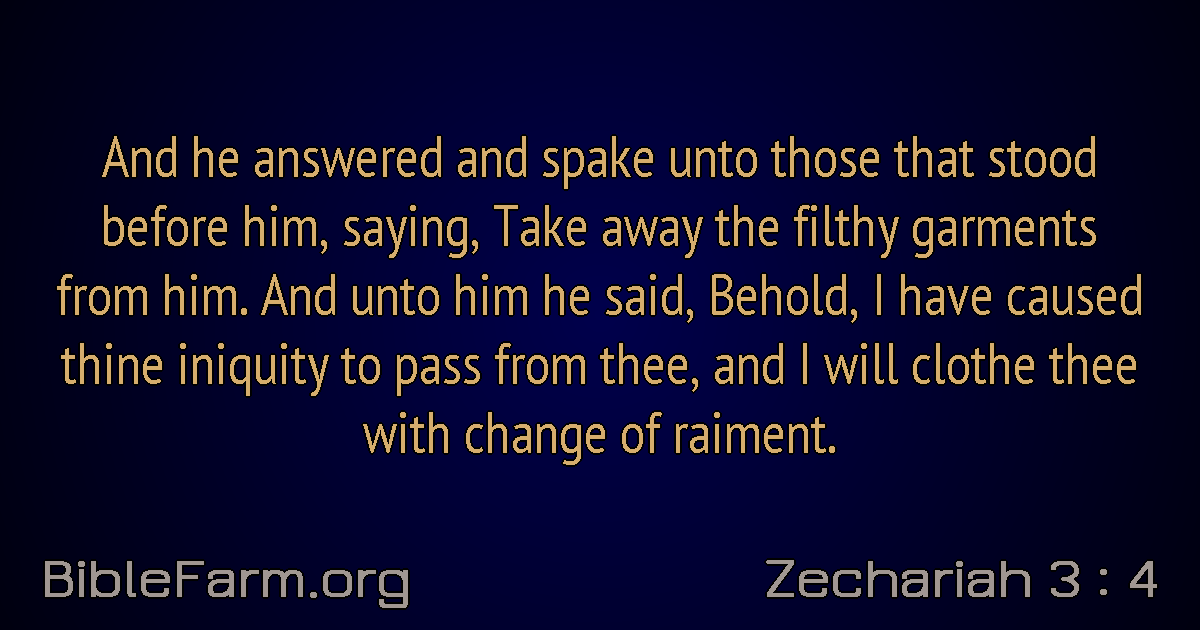 And he answered and spake unto those that stood
before him, saying, Take away the filthy garments
from him. And unto him he said, Behold, I have caused
thine iniquity to pass from thee, and I will clothe thee
with change of raiment.
BibleFarm.org
Zechariah 3 : 4